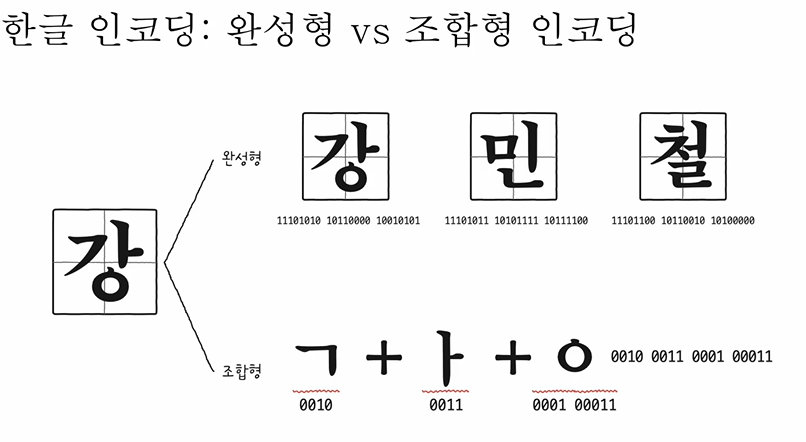 한글 인코딩: 완성형 vs 조합형 인코딩
완성형
강 민 철
11101010 10110000 10010101 11101011 10101111 10111100 11101100 10110010 10100000
강
조합형
ㄱ + ㅏ + ㅇ 0010 0011 0001 00011
0010 0011 0001 00011